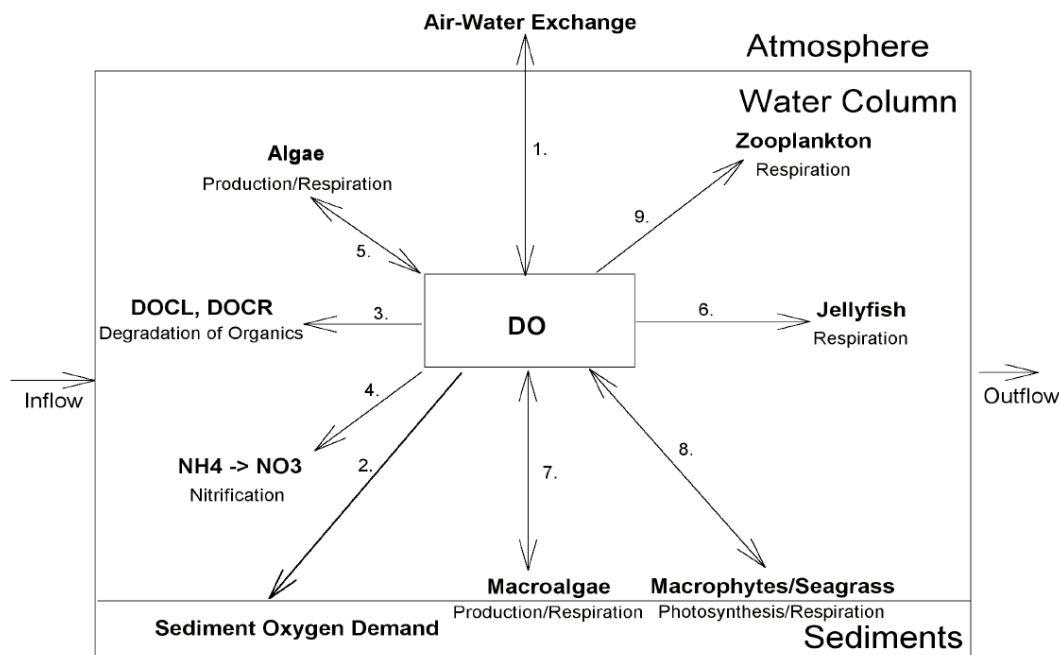 Air-Water Exchange
Atmosphere
Water Column
1.
Algae
Production/Respiration
5.
Zooplankton
Respiration
9.
DOCL, DOCR
Degradation of Organics
3.
DO
6.
Jellyfish
Respiration
Inflow
Outflow
4.
NH4 -> NO3
Nitrification
2.
7.
8.
Macroalgae
Production/Respiration
Macrophytes/Seagrass
Photosynthesis/Respiration
Sediment Oxygen Demand
Sediments